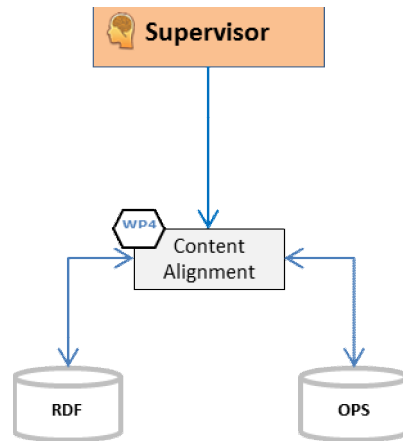 Supervisor
WP4
Content
Alignment
RDF
OPS